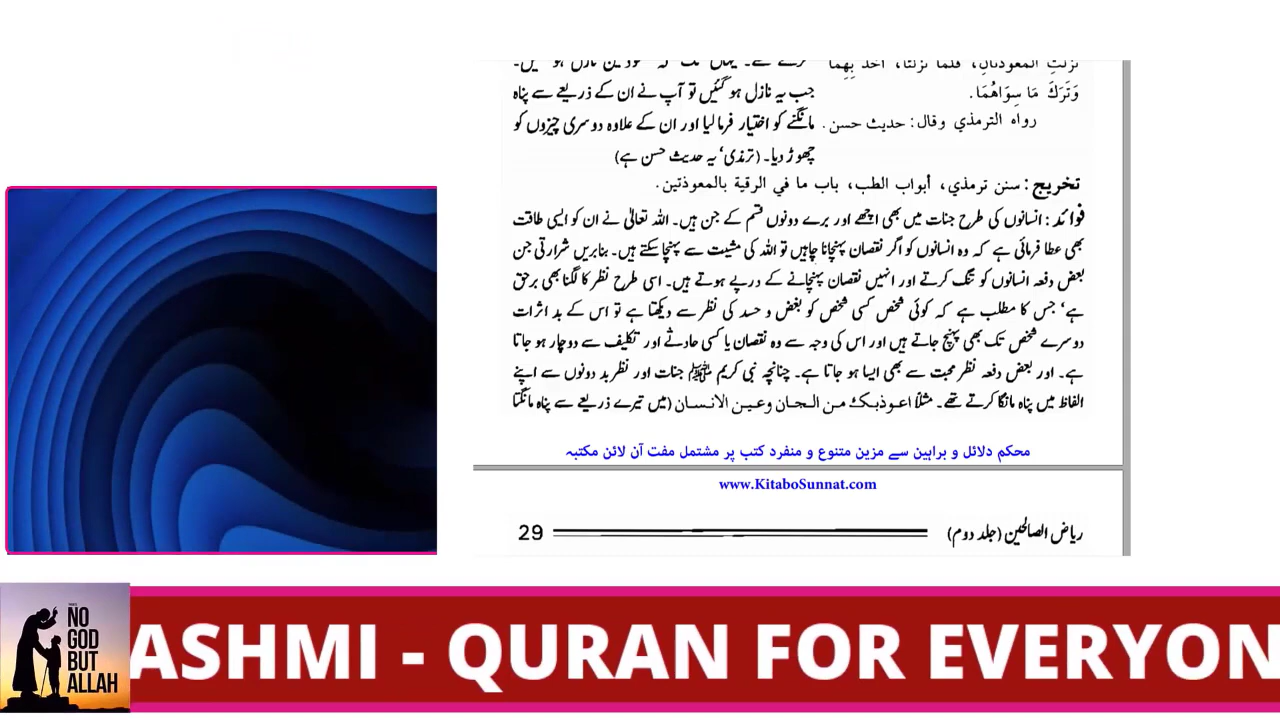 نَزَلَتِ الْمُعَوِّذَتَانِ، فَلَمَّا نَزَلَتَا، أَخَذَ بِهِمَا
وَتَرَكَ مَا سِوَاهُمَا.
رواه الترمذي وقال: حديث حسن.
جب یہ نازل ہو گئیں تو آپ نے ان کے ذریعے سے پناہ
مانگنے کو اختیار فرما لیا اور ان کے علاوہ دوسری چیزوں کو
چھوڑ دیا۔ (ترمذی‘ یہ حدیث حسن ہے)
تخریج: سنن ترمذي، أبواب الطب، باب ما في الرقية بالمعوذتين.
فوائد: انسانوں کی طرح جنات میں بھی اچھے اور برے دونوں قسم کے جن ہیں۔ اللہ تعالیٰ نے ان کو ایسی طاقت
بھی عطا فرمائی ہے کہ وہ انسانوں کو اگر نقصان پہنچانا چاہیں تو اللہ کی مشیت سے پہنچا سکتے ہیں۔ بنابریں شرارتی جن
بعض دفعہ انسانوں کو تنگ کرتے اور انہیں نقصان پہنچانے کے درپے ہوتے ہیں۔ اسی طرح نظر کا لگنا بھی برحق
ہے‘ جس کا مطلب ہے کہ کوئی شخص کسی شخص کو بغض و حسد کی نظر سے دیکھتا ہے تو اس کے بد اثرات
دوسرے شخص تک بھی پہنچ جاتے ہیں اور اس کی وجہ سے وہ نقصان یا کسی حادثے اور تکلیف سے دوچار ہو جاتا
ہے۔ اور بعض دفعہ نظر محبت سے بھی ایسا ہو جاتا ہے۔ چنانچہ نبی کریم ﷺ جنات اور نظر بد دونوں سے اپنے
الفاظ میں پناہ مانگا کرتے تھے۔ مثلاً اعوذبک من الجان وعین الانسان (میں تیرے ذریعے سے پناہ مانگتا
محکم دلائل و براہین سے مزین متنوع و منفرد کتب پر مشتمل مفت آن لائن مکتبہ
www.KitaboSunnat.com
ریاض الصالحین (جلد دوم) 29
NO
GOD
BUT
ALLAH
ASHMI - QURAN FOR EVERYON